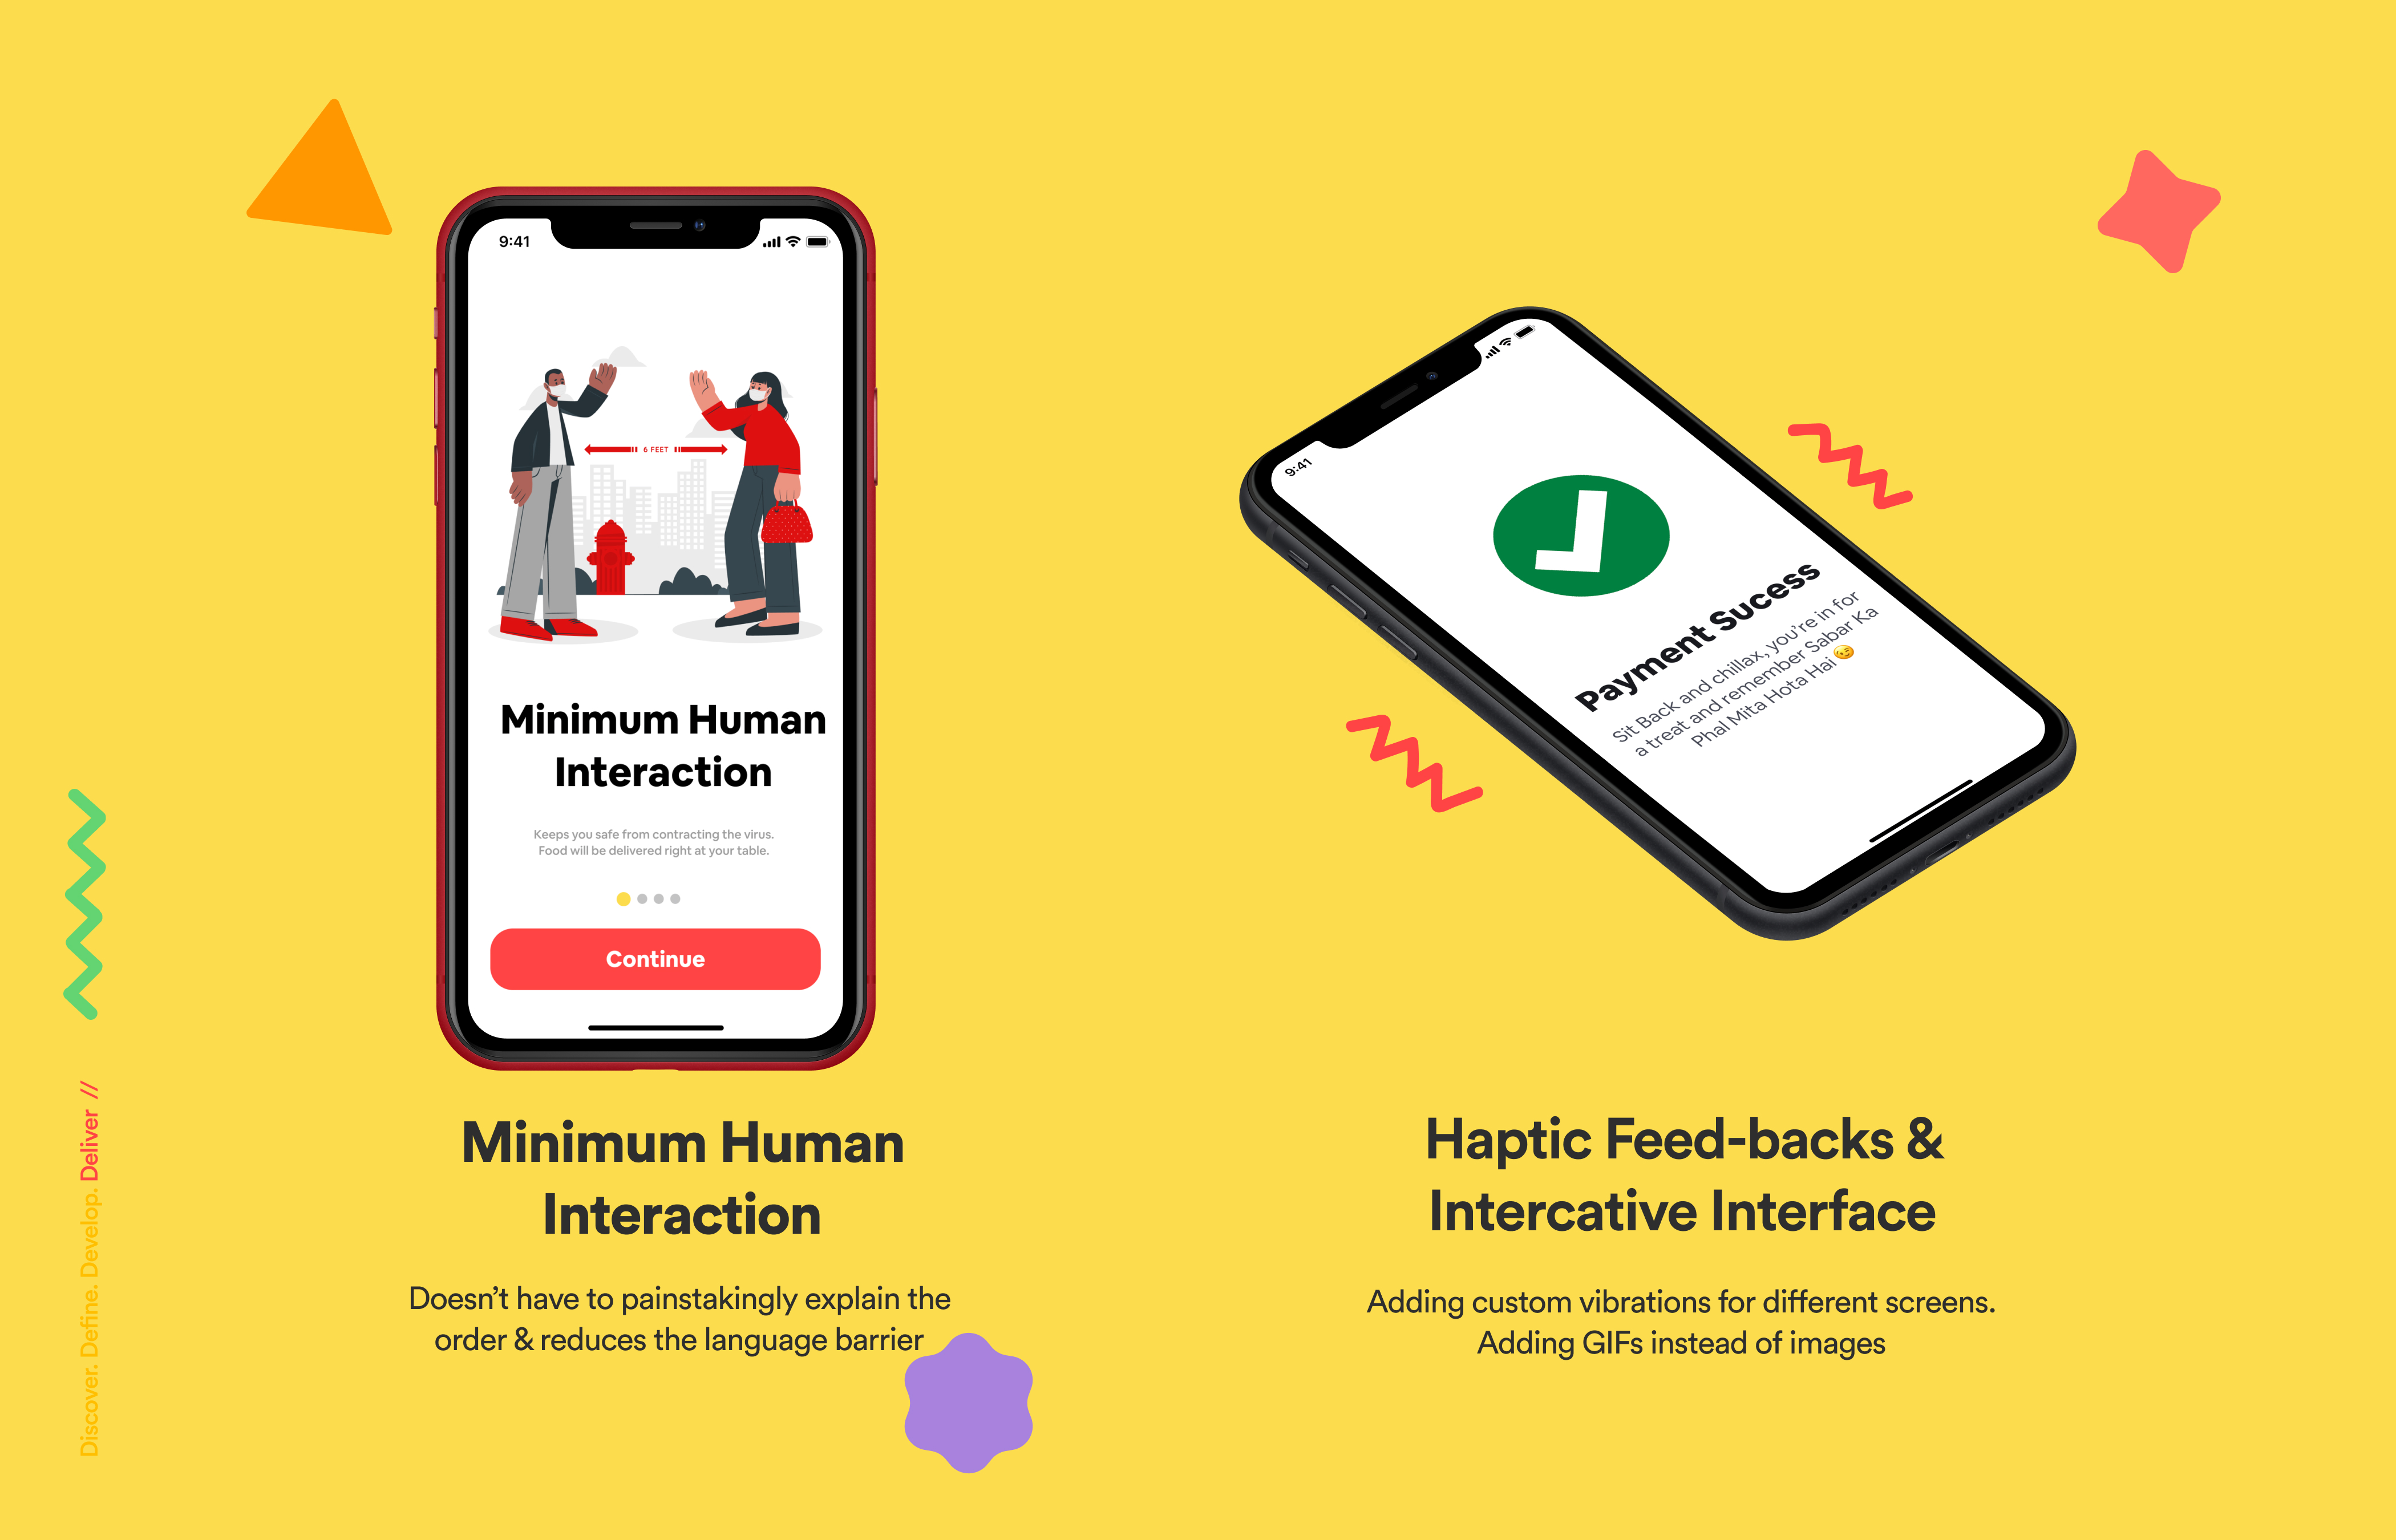 9:41
6 FEET
Minimum Human
Interaction
Keeps you safe from contracting the virus.
Food will be delivered right at your table.
Continue
Minimum Human
Interaction
Doesn't have to painstakingly explain the
order & reduces the language barrier
9:41
Payment Sucess
Sit Back and chillax, you're in for
a treat and remember Sabar Ka
Phal Mita Hota Hai 😉
Haptic Feed-backs &
Intercative Interface
Adding custom vibrations for different screens.
Adding GIFs instead of images
Discover. Define. Develop. Deliver //